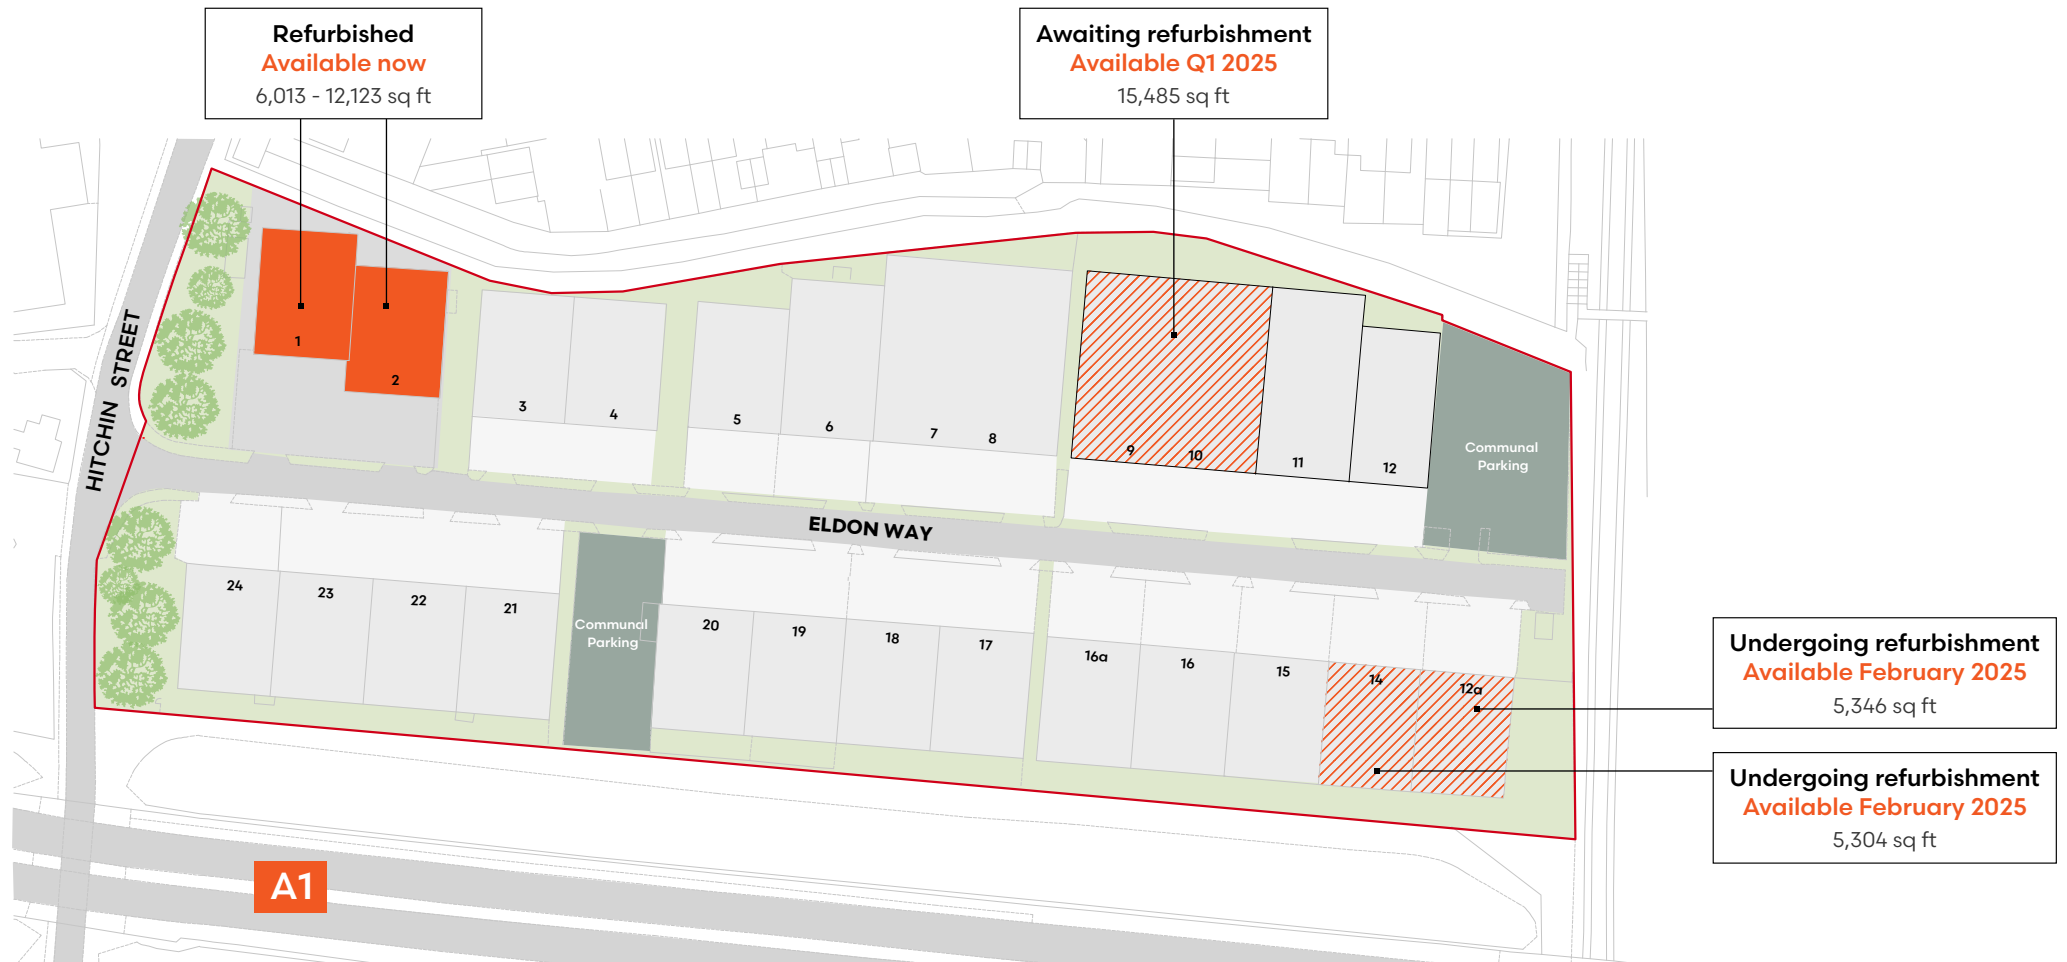 Refurbished
Available now
6,013 - 12,123 sq ft
Awaiting refurbishment
Available Q1 2025
15,485 sq ft
HITCHIN STREET
1
2
3
4
5
6
7
8
9
10
11
12
Communal
Parking
ELDON WAY
24
23
22
21
Communal
Parking
20
19
18
17
16a
16
15
14
12a
Undergoing refurbishment
Available February 2025
5,346 sq ft
Undergoing refurbishment
Available February 2025
5,304 sq ft
A1